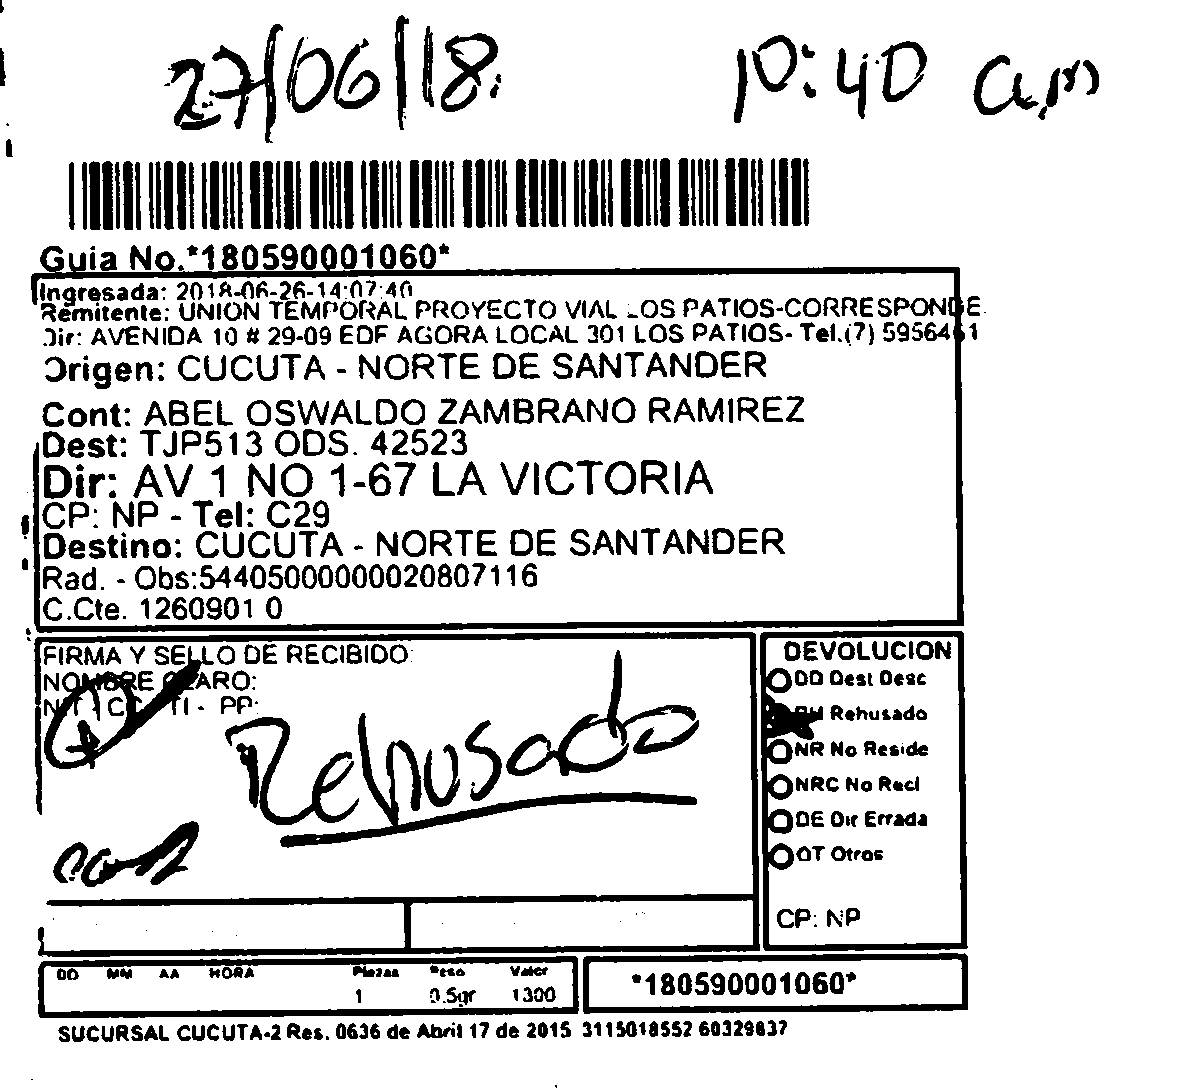 27/06/18. 10:40 a.m
Guia No.*180590001060*
Ingresada: 2018-06-26-14:07:40
Remitente: UNION TEMPORAL PROYECTO VIAL LOS PATIOS-CORRESPONDE
Dir: AVENIDA 10 # 29-09 EDF AGORA LOCAL 301 LOS PATIOS- Tel.(7) 5956461
Origen: CUCUTA - NORTE DE SANTANDER
Cont: ABEL OSWALDO ZAMBRANO RAMIREZ
Dest: TJP513 ODS. 42523
Dir: AV 1 NO 1-67 LA VICTORIA
CP: NP - Tel: C29
Destino: CUCUTA - NORTE DE SANTANDER
Rad. - Obs:544050000000020807116
C.Cte. 1260901 0
FIRMA Y SELLO DE RECIBIDO:
NOMBRE CLARO:
NIT - CC - TI - PP:
Rehusado
DEVOLUCION
DD Dest Desc
RH Rehusado
NR No Reside
NRC No Recl
DE Dir Errada
OT Otros
CP: NP
DD MM AA HORA Piezas Peso Valor
1 0.5gr 1300
*180590001060*
SUCURSAL CUCUTA-2 Res. 0636 de Abril 17 de 2015 3115018552 60329837